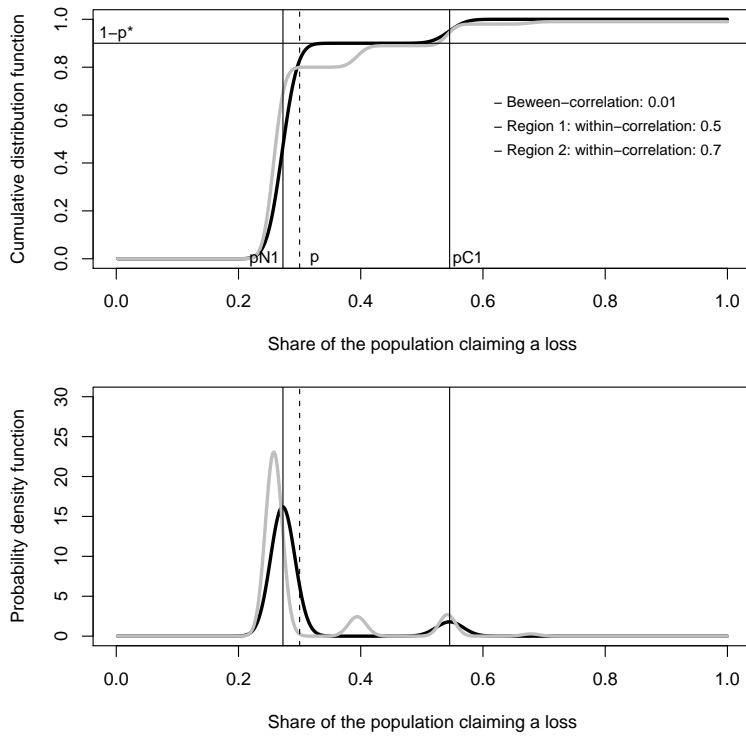 Cumulative distribution function
1.0
0.8
0.6
0.4
0.2
0.0
1−p*
− Beween−correlation: 0.01
− Region 1: within−correlation: 0.5
− Region 2: within−correlation: 0.7
pN1 p pC1
0.0 0.2 0.4 0.6 0.8 1.0
Share of the population claiming a loss
Probability density function
30
25
20
15
10
5
0
0.0 0.2 0.4 0.6 0.8 1.0
Share of the population claiming a loss